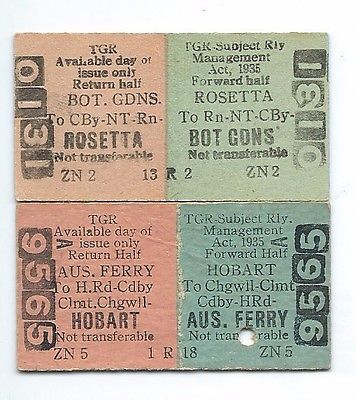 TGR
Available day of
issue only
Return half
BOT. GDNS.
To CBy-NT-Rn-
ROSETTA
Not transferable
ZN 2 13
TGR-Subject Rly
Management
Act, 1935
Forward half
ROSETTA
To Rn-NT-CBy-
BOT GDNS
Not transferable
R 2 ZN 2
0131
TGR
Available day of
issue only
Return Half
AUS. FERRY
To H.Rd-Cdby
Clmt.Chgwll-
HOBART
Not transferable
ZN 5 1
9565
A
TGR-Subject Rly.
Management
Act, 1935
Forward Half
HOBART
To Chgwll-Clmt
Cdby-HRd-
AUS. FERRY
Not transferable
R 18 ZN 5
A
9565